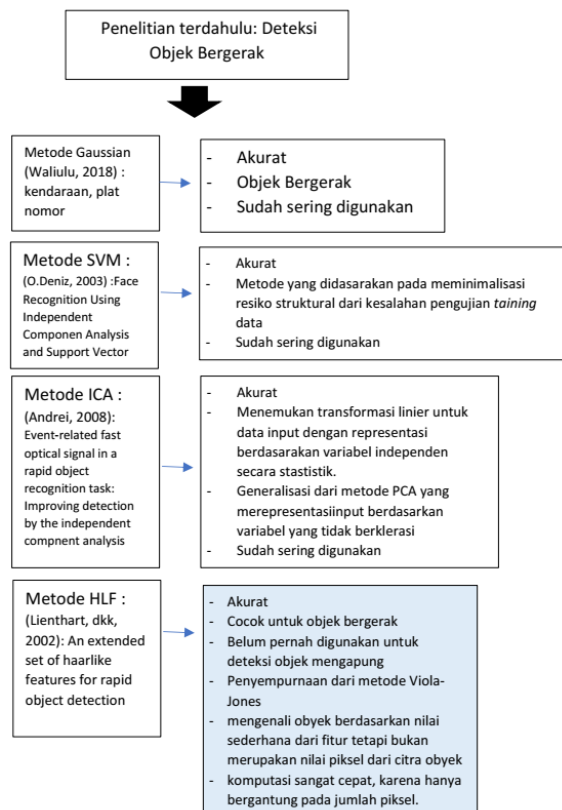 Penelitian terdahulu: Deteksi
Objek Bergerak
Metode Gaussian
(Waliulu, 2018) :
kendaraan, plat
nomor
- Akurat
- Objek Bergerak
- Sudah sering digunakan
Metode SVM :
(O.Deniz, 2003) :Face
Recognition Using
Independent
Componen Analysis
and Support Vector
- Akurat
- Metode yang didasarakan pada meminimalisasi
resiko struktural dari kesalahan pengujian taining
data
- Sudah sering digunakan
Metode ICA :
(Andrei, 2008):
Event-related fast
optical signal in a
rapid object
recognition task:
Improving detection
by the independent
compnent analysis
- Akurat
- Menemukan transformasi linier untuk
data input dengan representasi
berdasarakan variabel independen
secara stastistik.
- Generalisasi dari metode PCA yang
merepresentasiinput berdasarkan
variabel yang tidak berklerasi
- Sudah sering digunakan
Metode HLF :
(Lienthart, dkk,
2002): An extended
set of haarlike
features for rapid
object detection
- Akurat
- Cocok untuk objek bergerak
- Belum pernah digunakan untuk
deteksi objek mengapung
- Penyempurnaan dari metode Viola-
Jones
- mengenali obyek berdasarkan nilai
sederhana dari fitur tetapi bukan
merupakan nilai piksel dari citra obyek
- komputasi sangat cepat, karena hanya
bergantung pada jumlah piksel.